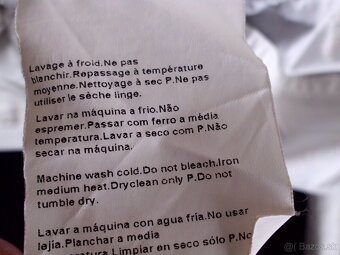 Lavage à froid.Ne pas
blanchir.Repassage à température
moyenne.Nettoyage à sec P.Ne pas
utiliser le sèche linge.
Lavar na máquina a frio.Não
espremer.Passar com ferro a média
temperatura.Lavar a seco com P.Não
secar na máquina.
Machine wash cold.Do not bleach.Iron
medium heat.Dryclean only P.Do not
tumble dry.
Lavar a máquina con agua fría.No usar
lejía.Planchar a media
temperatura.Limpiar en seco sólo P.No